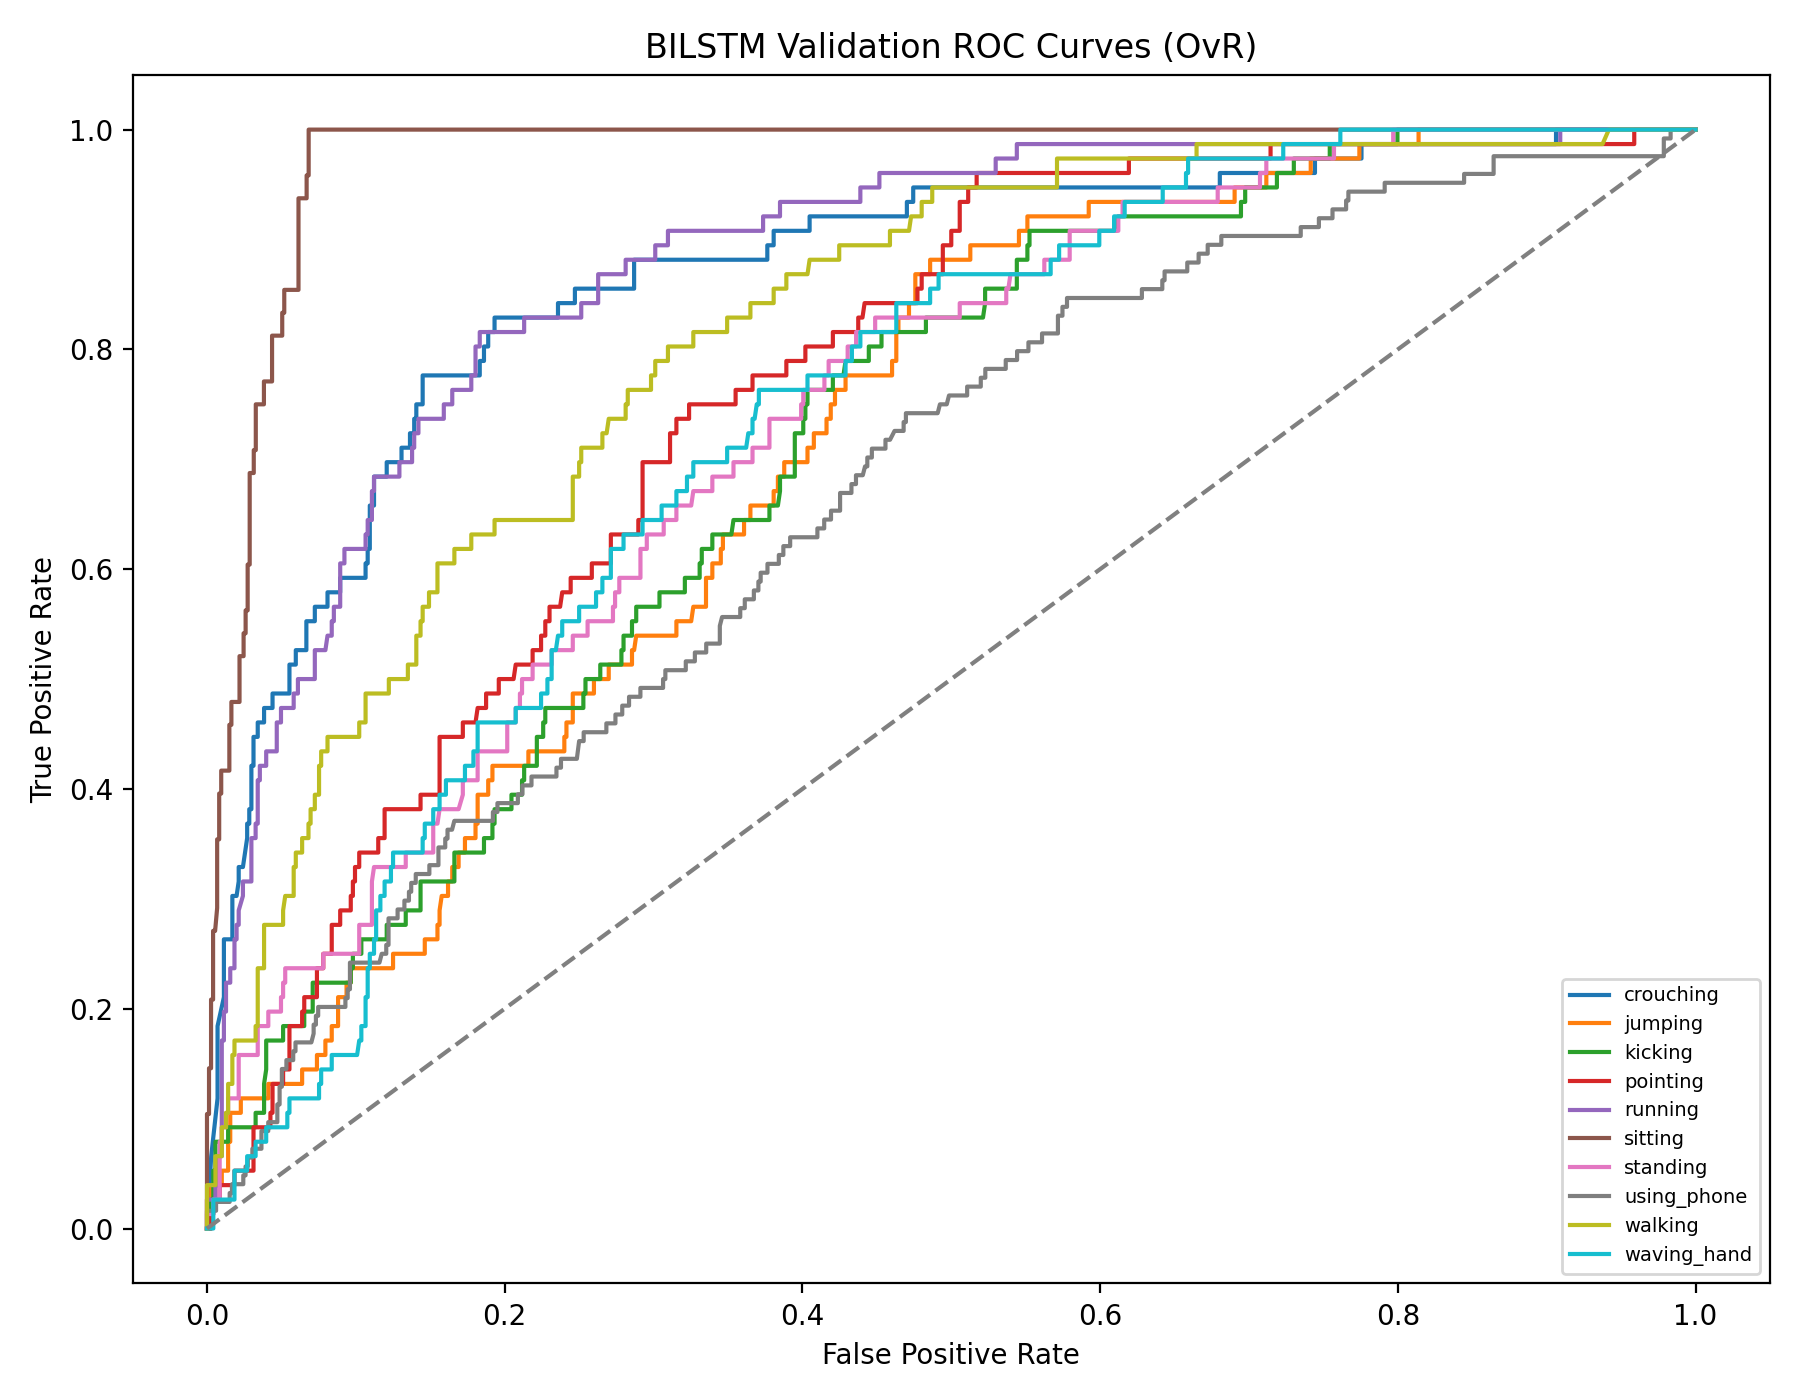 BILSTM Validation ROC Curves (OvR)
True Positive Rate
1.0
0.8
0.6
0.4
0.2
0.0
0.0 0.2 0.4 0.6 0.8 1.0
False Positive Rate
crouching
jumping
kicking
pointing
running
sitting
standing
using_phone
walking
waving_hand